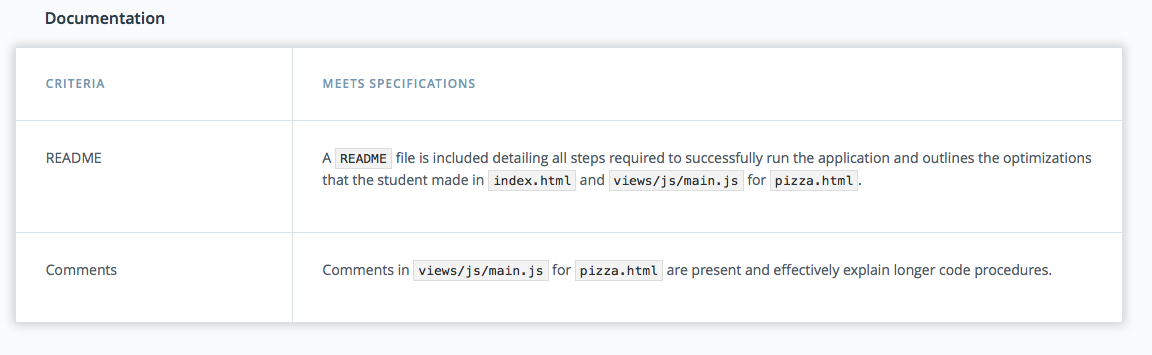 Documentation
CRITERIA
MEETS SPECIFICATIONS
README
A README file is included detailing all steps required to successfully run the application and outlines the optimizations
that the student made in index.html and views/js/main.js for pizza.html.
Comments
Comments in views/js/main.js for pizza.html are present and effectively explain longer code procedures.